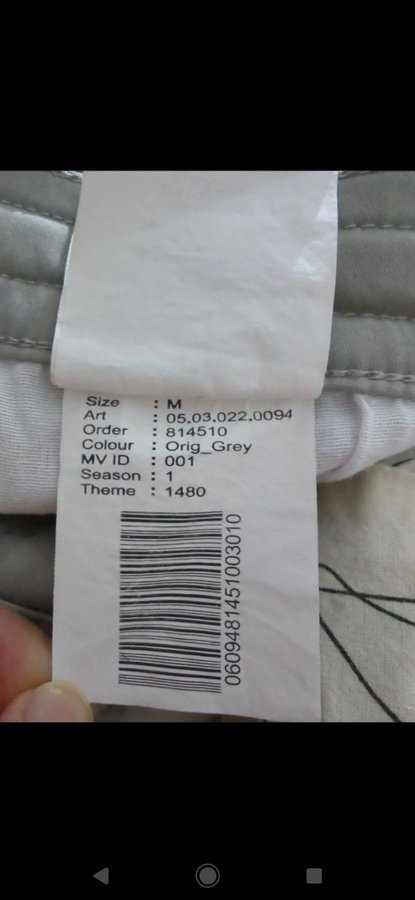 Size : M
Art : 05.03.022.0094
Order : 814510
Colour : Orig_Grey
MV ID : 001
Season : 1
Theme : 1480
0609481451003010